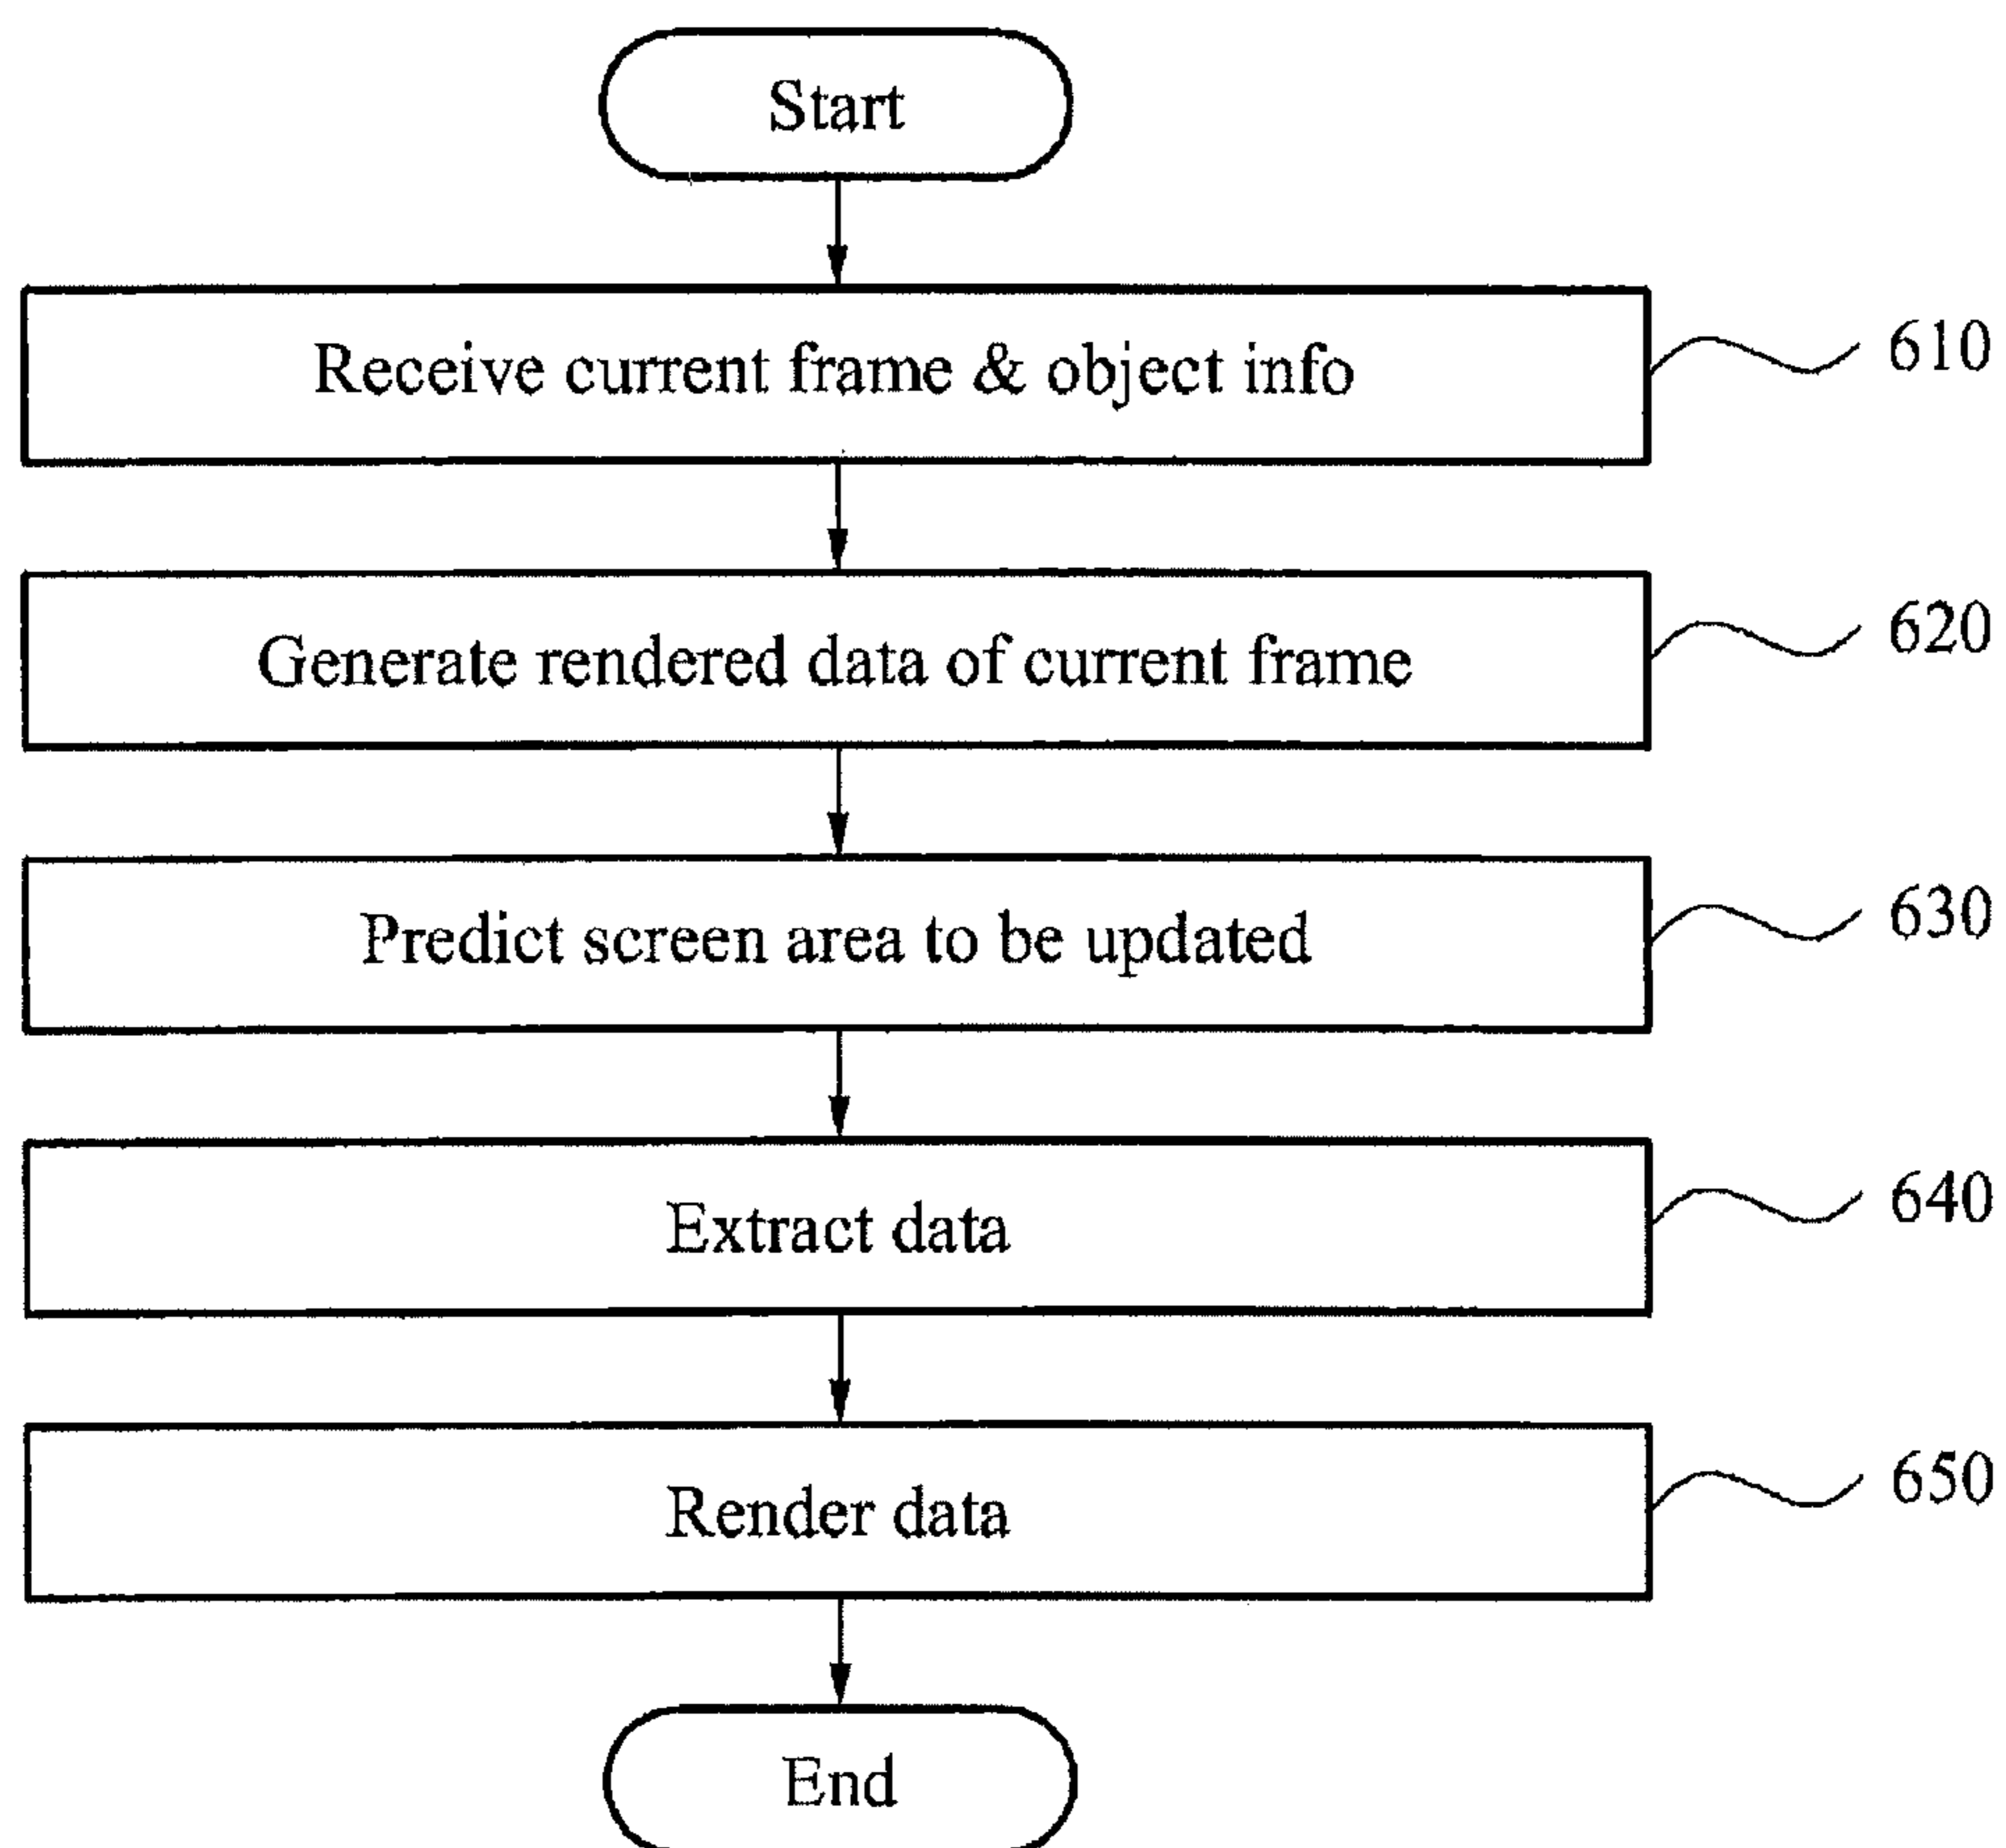 Start
Receive current frame & object info
610
Generate rendered data of current frame
620
Predict screen area to be updated
630
Extract data
640
Render data
650
End